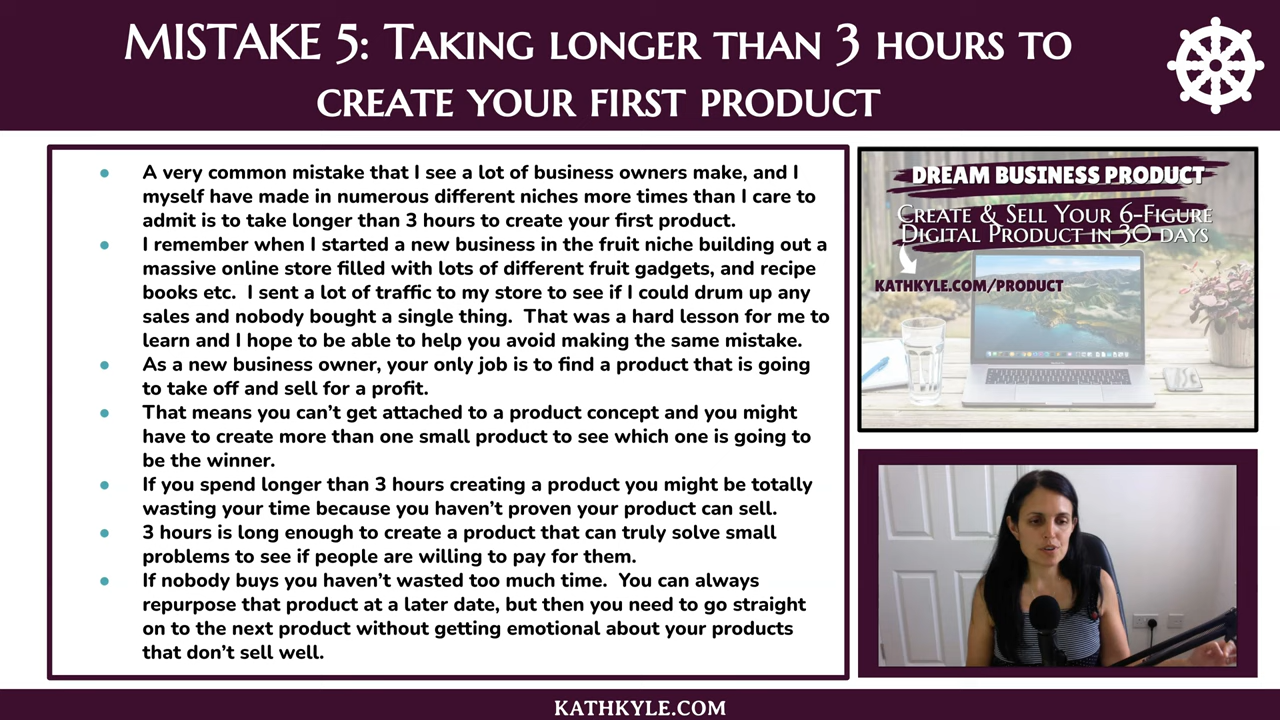 MISTAKE 5: TAKING LONGER THAN 3 HOURS TO
CREATE YOUR FIRST PRODUCT
● A very common mistake that I see a lot of business owners make, and I
myself have made in numerous different niches more times than I care to
admit is to take longer than 3 hours to create your first product.
● I remember when I started a new business in the fruit niche building out a
massive online store filled with lots of different fruit gadgets, and recipe
books etc.  I sent a lot of traffic to my store to see if I could drum up any
sales and nobody bought a single thing.  That was a hard lesson for me to
learn and I hope to be able to help you avoid making the same mistake.
● As a new business owner, your only job is to find a product that is going
to take off and sell for a profit.
● That means you can’t get attached to a product concept and you might
have to create more than one small product to see which one is going to
be the winner.
● If you spend longer than 3 hours creating a product you might be totally
wasting your time because you haven’t proven your product can sell.
● 3 hours is long enough to create a product that can truly solve small
problems to see if people are willing to pay for them.
● If nobody buys you haven’t wasted too much time.  You can always
repurpose that product at a later date, but then you need to go straight
on to the next product without getting emotional about your products
that don’t sell well.
DREAM BUSINESS PRODUCT
CREATE & SELL YOUR 6-FIGURE
DIGITAL PRODUCT IN 30 DAYS
KATHKYLE.COM/PRODUCT
KATHKYLE.COM